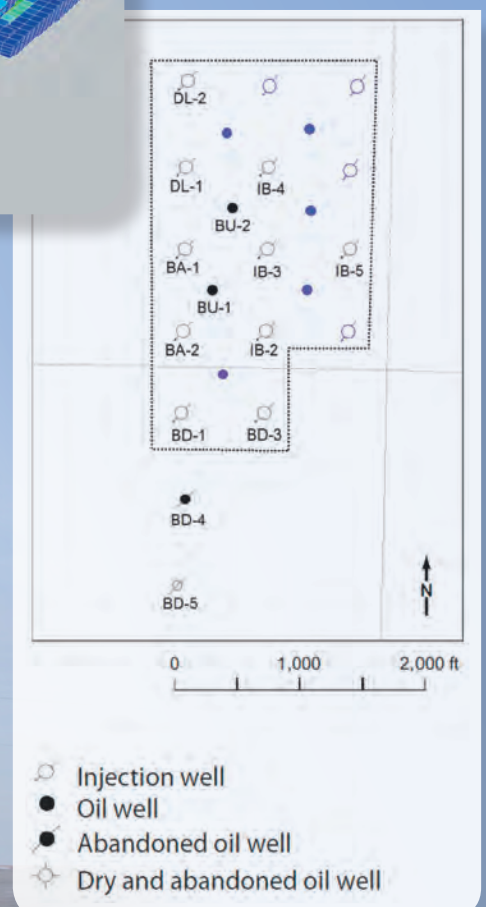 DL-2
DL-1
IB-4
BU-2
BA-1
IB-3
IB-5
BU-1
BA-2
IB-2
BD-1
BD-3
BD-4
BD-5
N
0 1,000 2,000 ft
Injection well
Oil well
Abandoned oil well
Dry and abandoned oil well